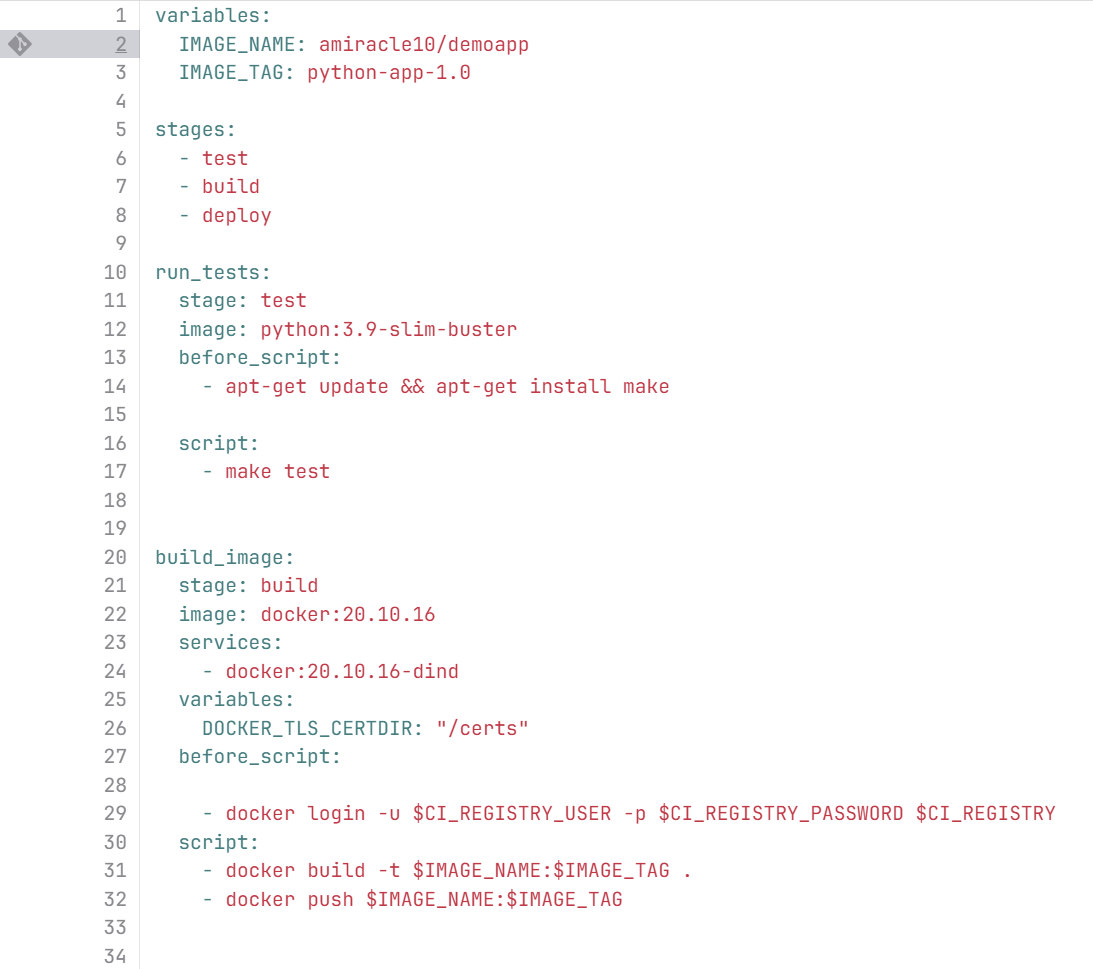 1 variables:
2   IMAGE_NAME: amiracle10/demoapp
3   IMAGE_TAG: python-app-1.0
4
5 stages:
6   - test
7   - build
8   - deploy
9
10 run_tests:
11   stage: test
12   image: python:3.9-slim-buster
13   before_script:
14     - apt-get update && apt-get install make
15
16   script:
17     - make test
18
19
20 build_image:
21   stage: build
22   image: docker:20.10.16
23   services:
24     - docker:20.10.16-dind
25   variables:
26     DOCKER_TLS_CERTDIR: "/certs"
27   before_script:
28
29     - docker login -u $CI_REGISTRY_USER -p $CI_REGISTRY_PASSWORD $CI_REGISTRY
30   script:
31     - docker build -t $IMAGE_NAME:$IMAGE_TAG .
32     - docker push $IMAGE_NAME:$IMAGE_TAG
33
34